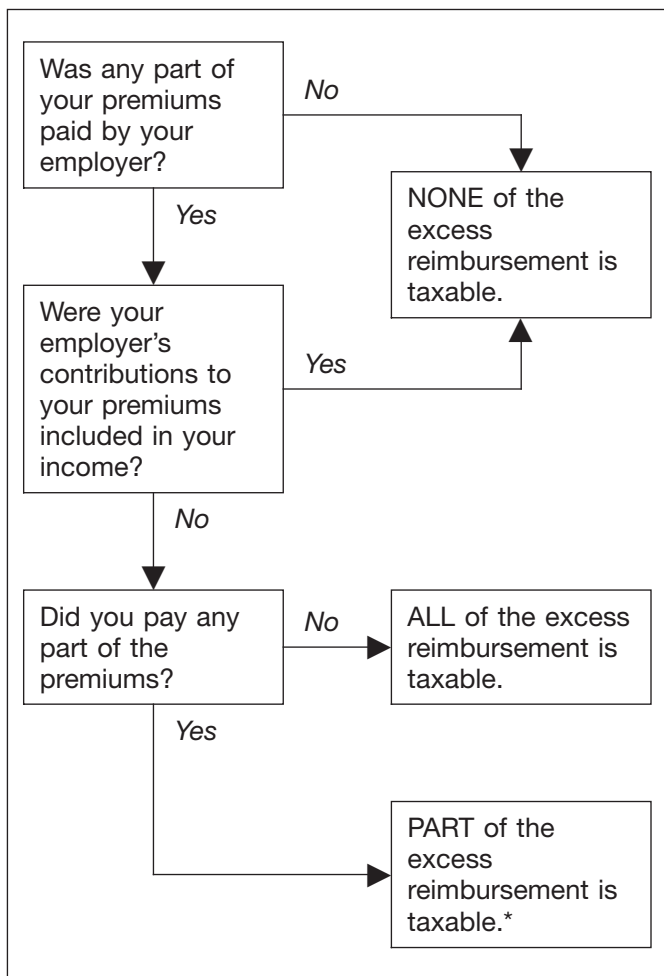 Was any part of
your premiums
paid by your
employer?
No
Yes
NONE of the
excess
reimbursement is
taxable.
Were your
employer’s
contributions to
your premiums
included in your
income?
Yes
No
Did you pay any
part of the
premiums?
No
ALL of the excess
reimbursement is
taxable.
Yes
PART of the
excess
reimbursement is
taxable.*